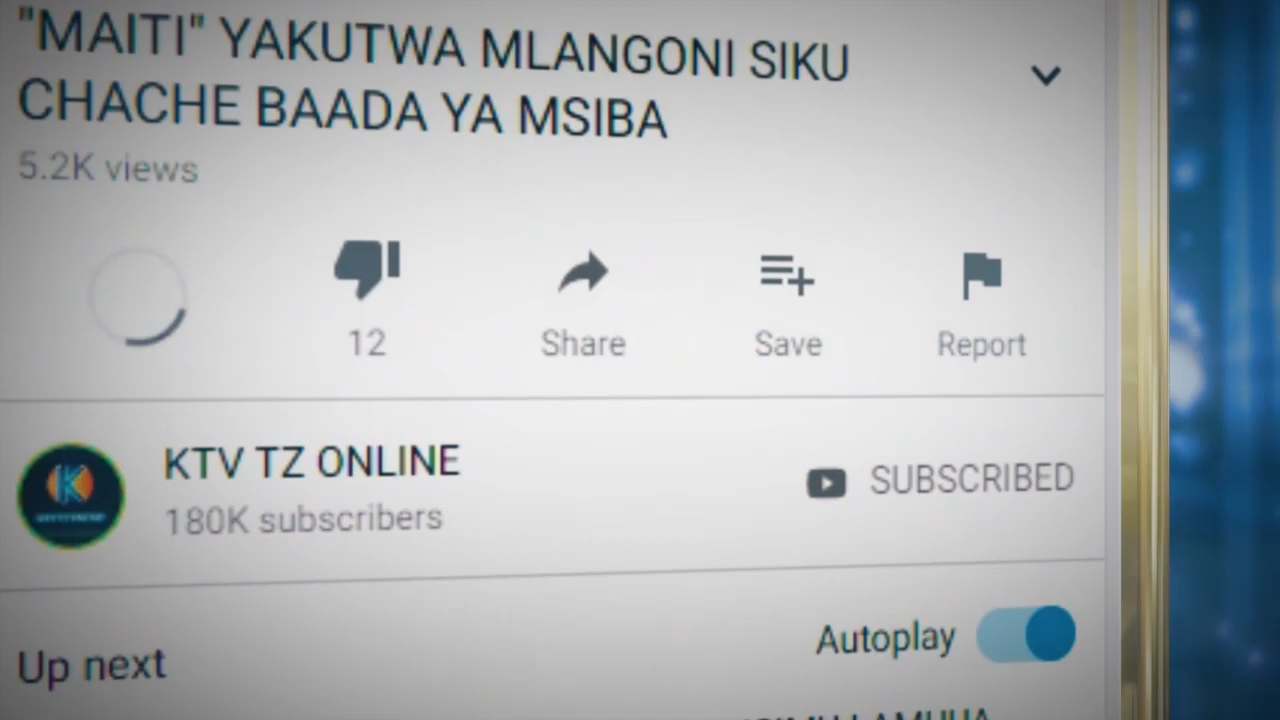 "MAITI" YAKUTWA MLANGONI SIKU
CHACHE BAADA YA MSIBA
5.2K views
12
Share
Save
Report
KTV TZ ONLINE
180K subscribers
SUBSCRIBED
Autoplay
Up next